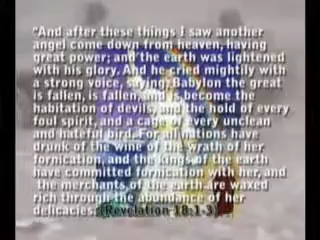 "And after these things I saw another
angel come down from heaven, having
great power; and the earth was lightened
with his glory. And he cried mightily with
a strong voice, saying, Babylon the great
is fallen, is fallen, and is become the
habitation of devils, and the hold of every
foul spirit, and a cage of every unclean
and hateful bird. For all nations have
drunk of the wine of the wrath of her
fornication, and the kings of the earth
have committed fornication with her, and
the merchants of the earth are waxed
rich through the abundance of her
delicacies. (Revelation 18:1-3)